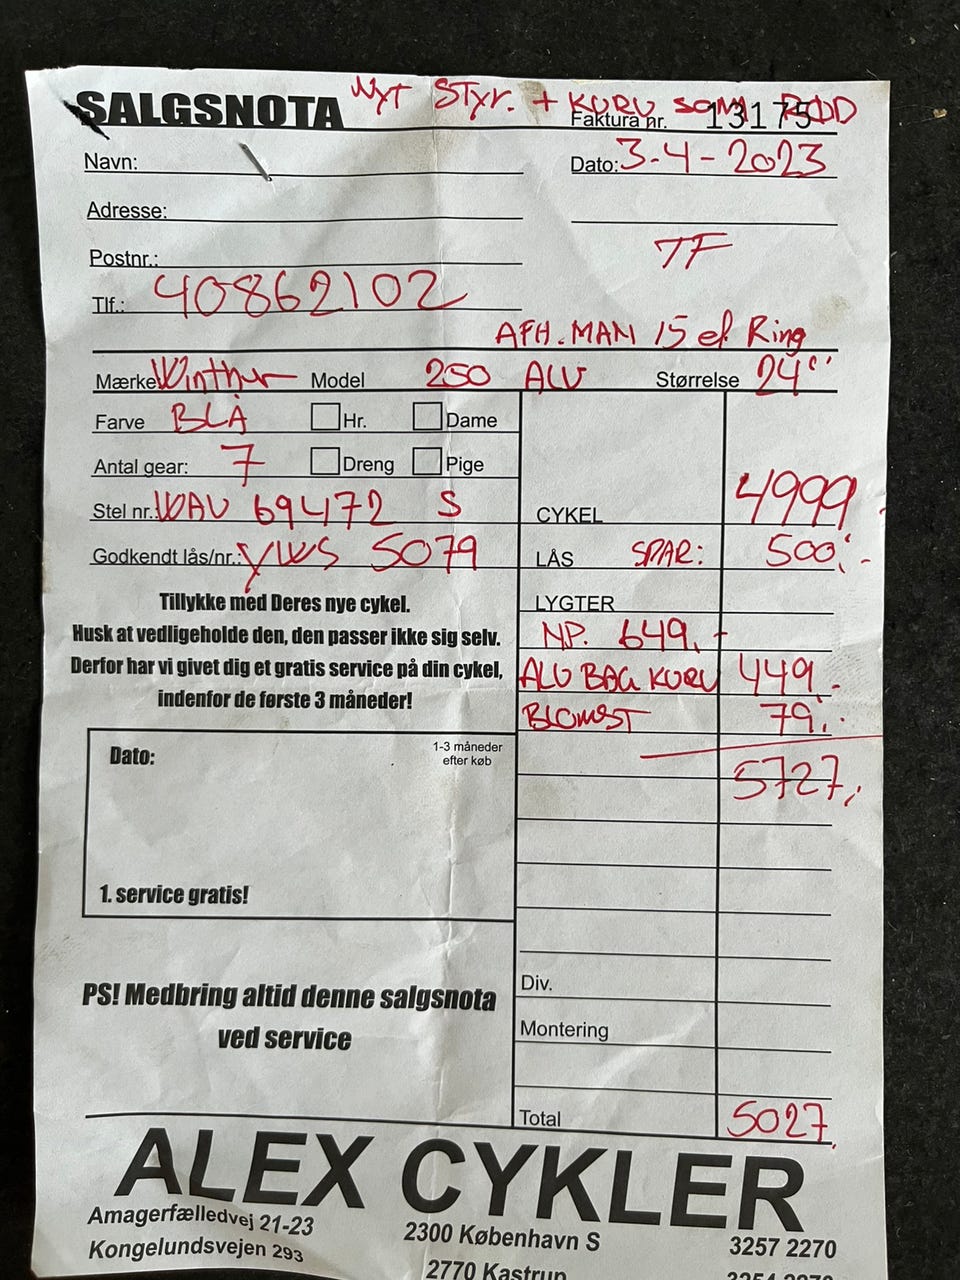 NYT STYR. + KURV SOM RØD
SALGSNOTA
Faktura nr. 13175
Navn:
Dato: 3-4-2023
Adresse:
Postnr.:
TF
Tlf.: 40862102
AFH. MAN 15 ef Ring
Mærke Winther Model 250 ALU Størrelse 24"
Farve BLÅ Hr. Dame
Antal gear: 7 Dreng Pige
Stel nr.: WAU 69472 S
CYKEL 4999.-
Godkendt lås/nr.: YWS 5079
LÅS SPAR: 500.-
Tillykke med Deres nye cykel.
Husk at vedligeholde den, den passer ikke sig selv.
Derfor har vi givet dig et gratis service på din cykel,
indenfor de første 3 måneder!
LYGTER
NP. 649.-
ALU BAG KURV 449.-
BLOMST 79.-
5727,
Dato:
1-3 måneder
efter køb
1. service gratis!
PS! Medbring altid denne salgsnota
ved service
Div.
Montering
Total 5027,
ALEX CYKLER
Amagerfælledvej 21-23 2300 København S 3257 2270
Kongelundsvejen 293 2770 Kastrup